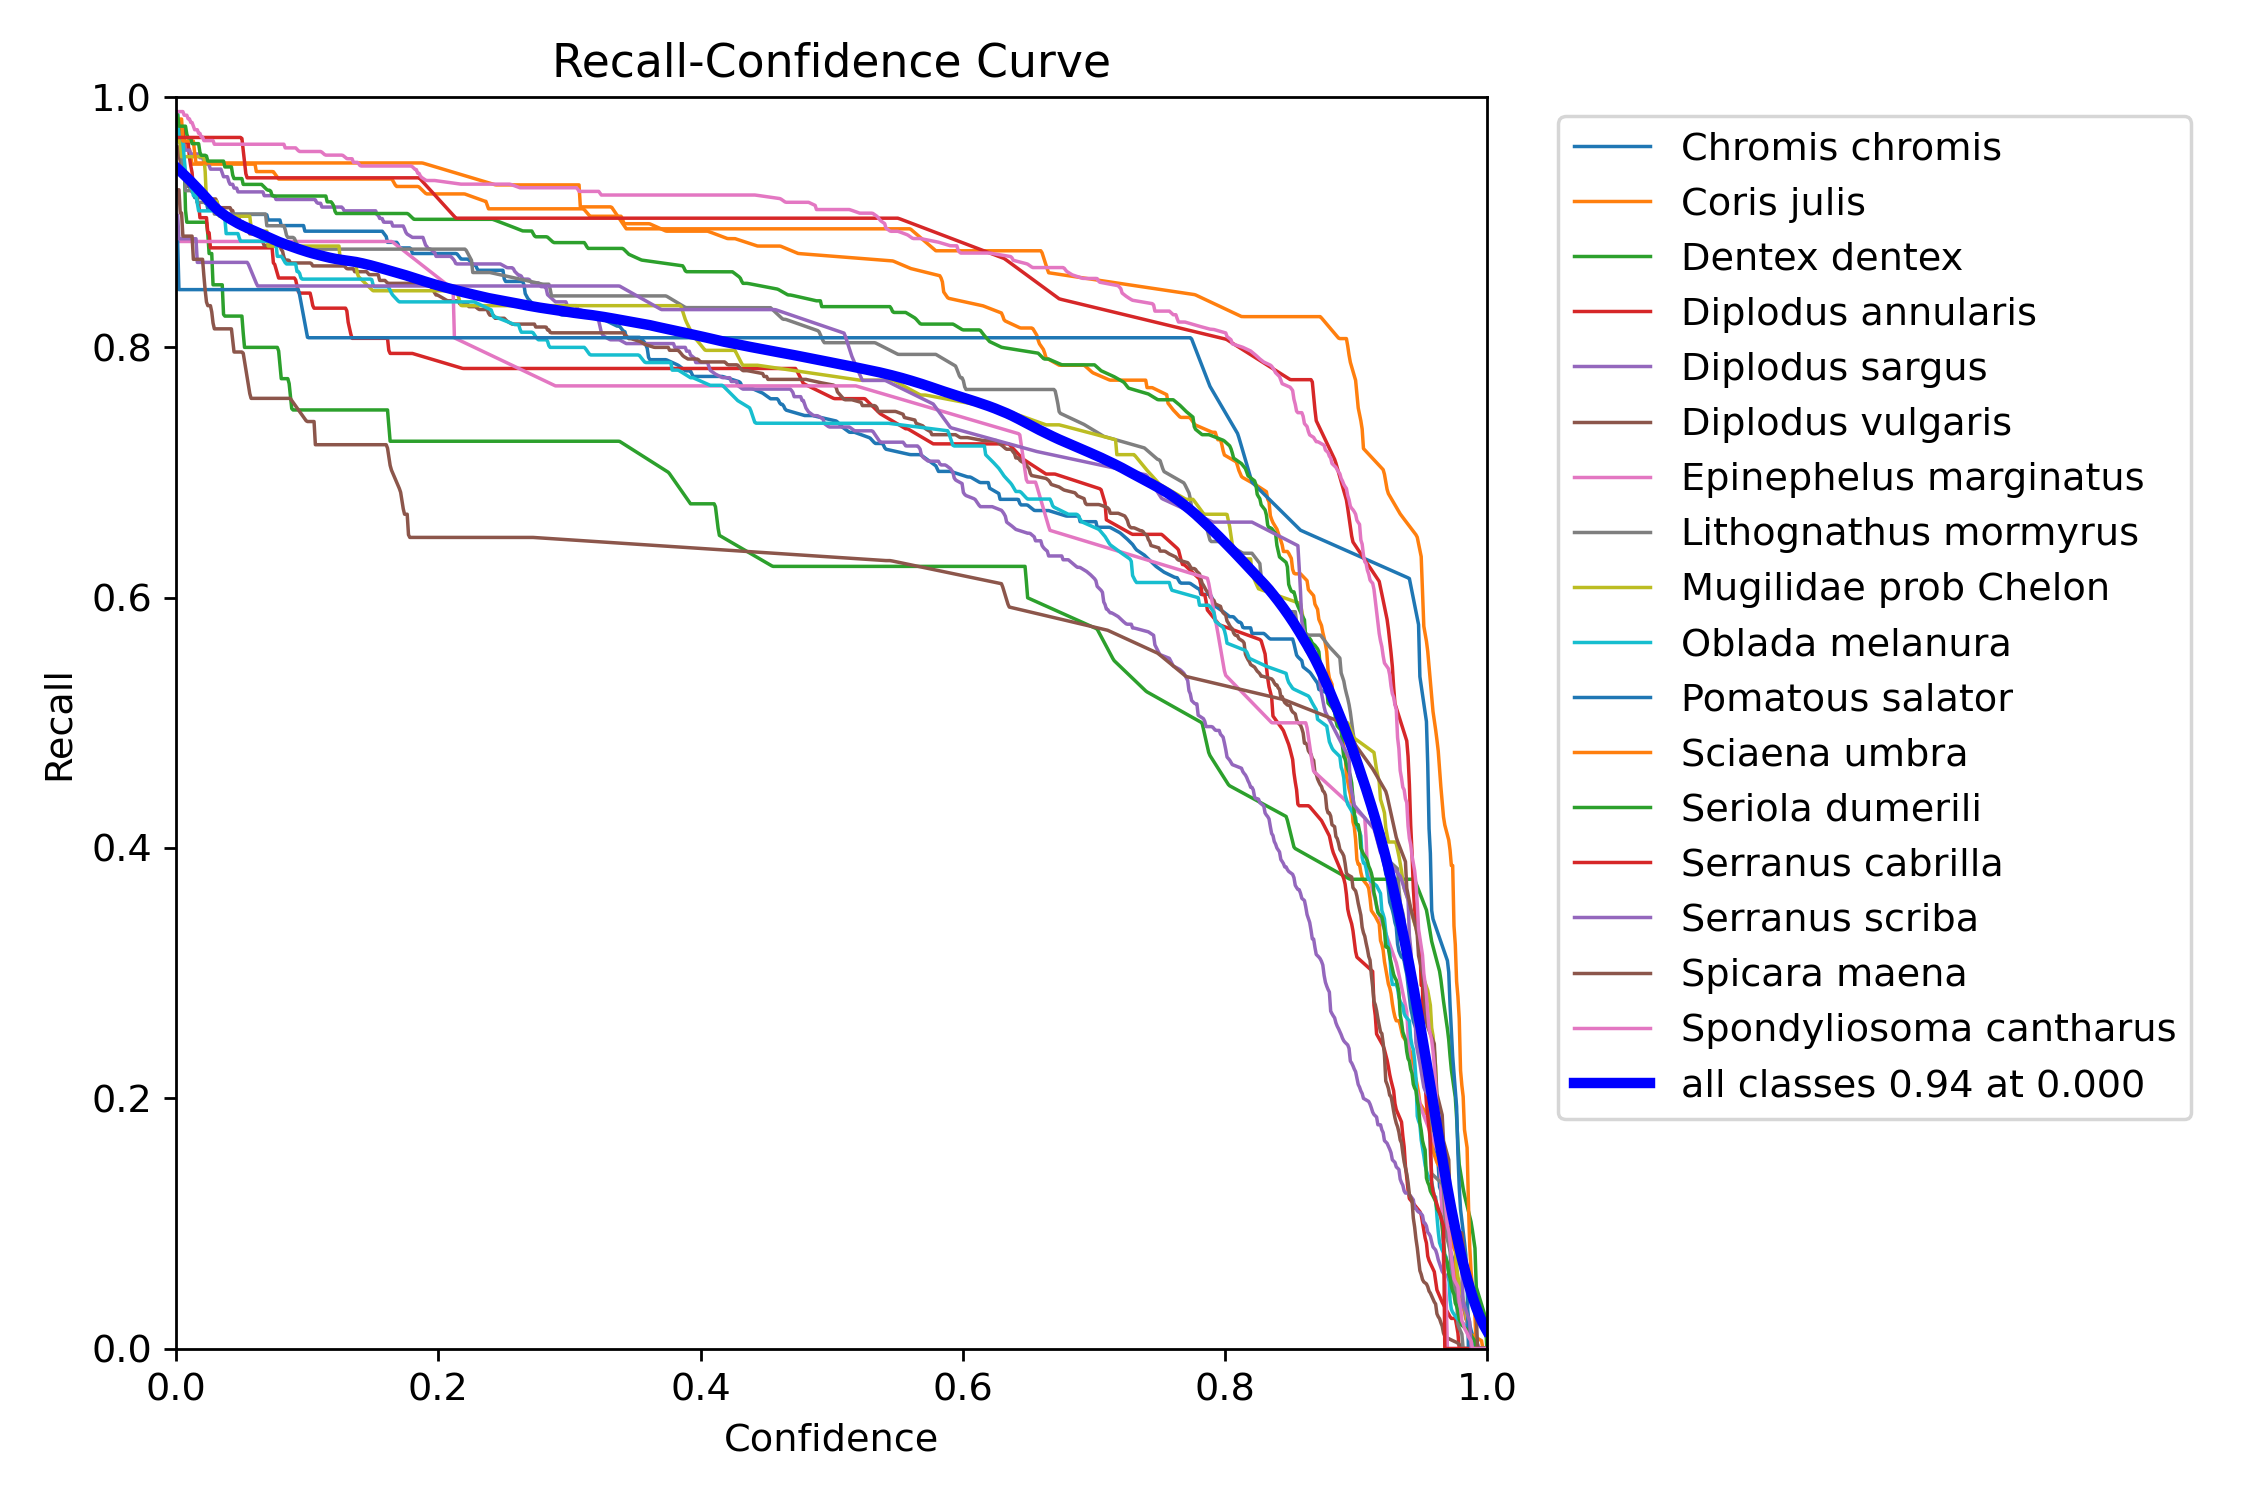 Recall-Confidence Curve
1.0
0.8
0.6
0.4
0.2
0.0
Recall
0.0 0.2 0.4 0.6 0.8 1.0
Confidence
Chromis chromis
Coris julis
Dentex dentex
Diplodus annularis
Diplodus sargus
Diplodus vulgaris
Epinephelus marginatus
Lithognathus mormyrus
Mugilidae prob Chelon
Oblada melanura
Pomatous salator
Sciaena umbra
Seriola dumerili
Serranus cabrilla
Serranus scriba
Spicara maena
Spondyliosoma cantharus
all classes 0.94 at 0.000